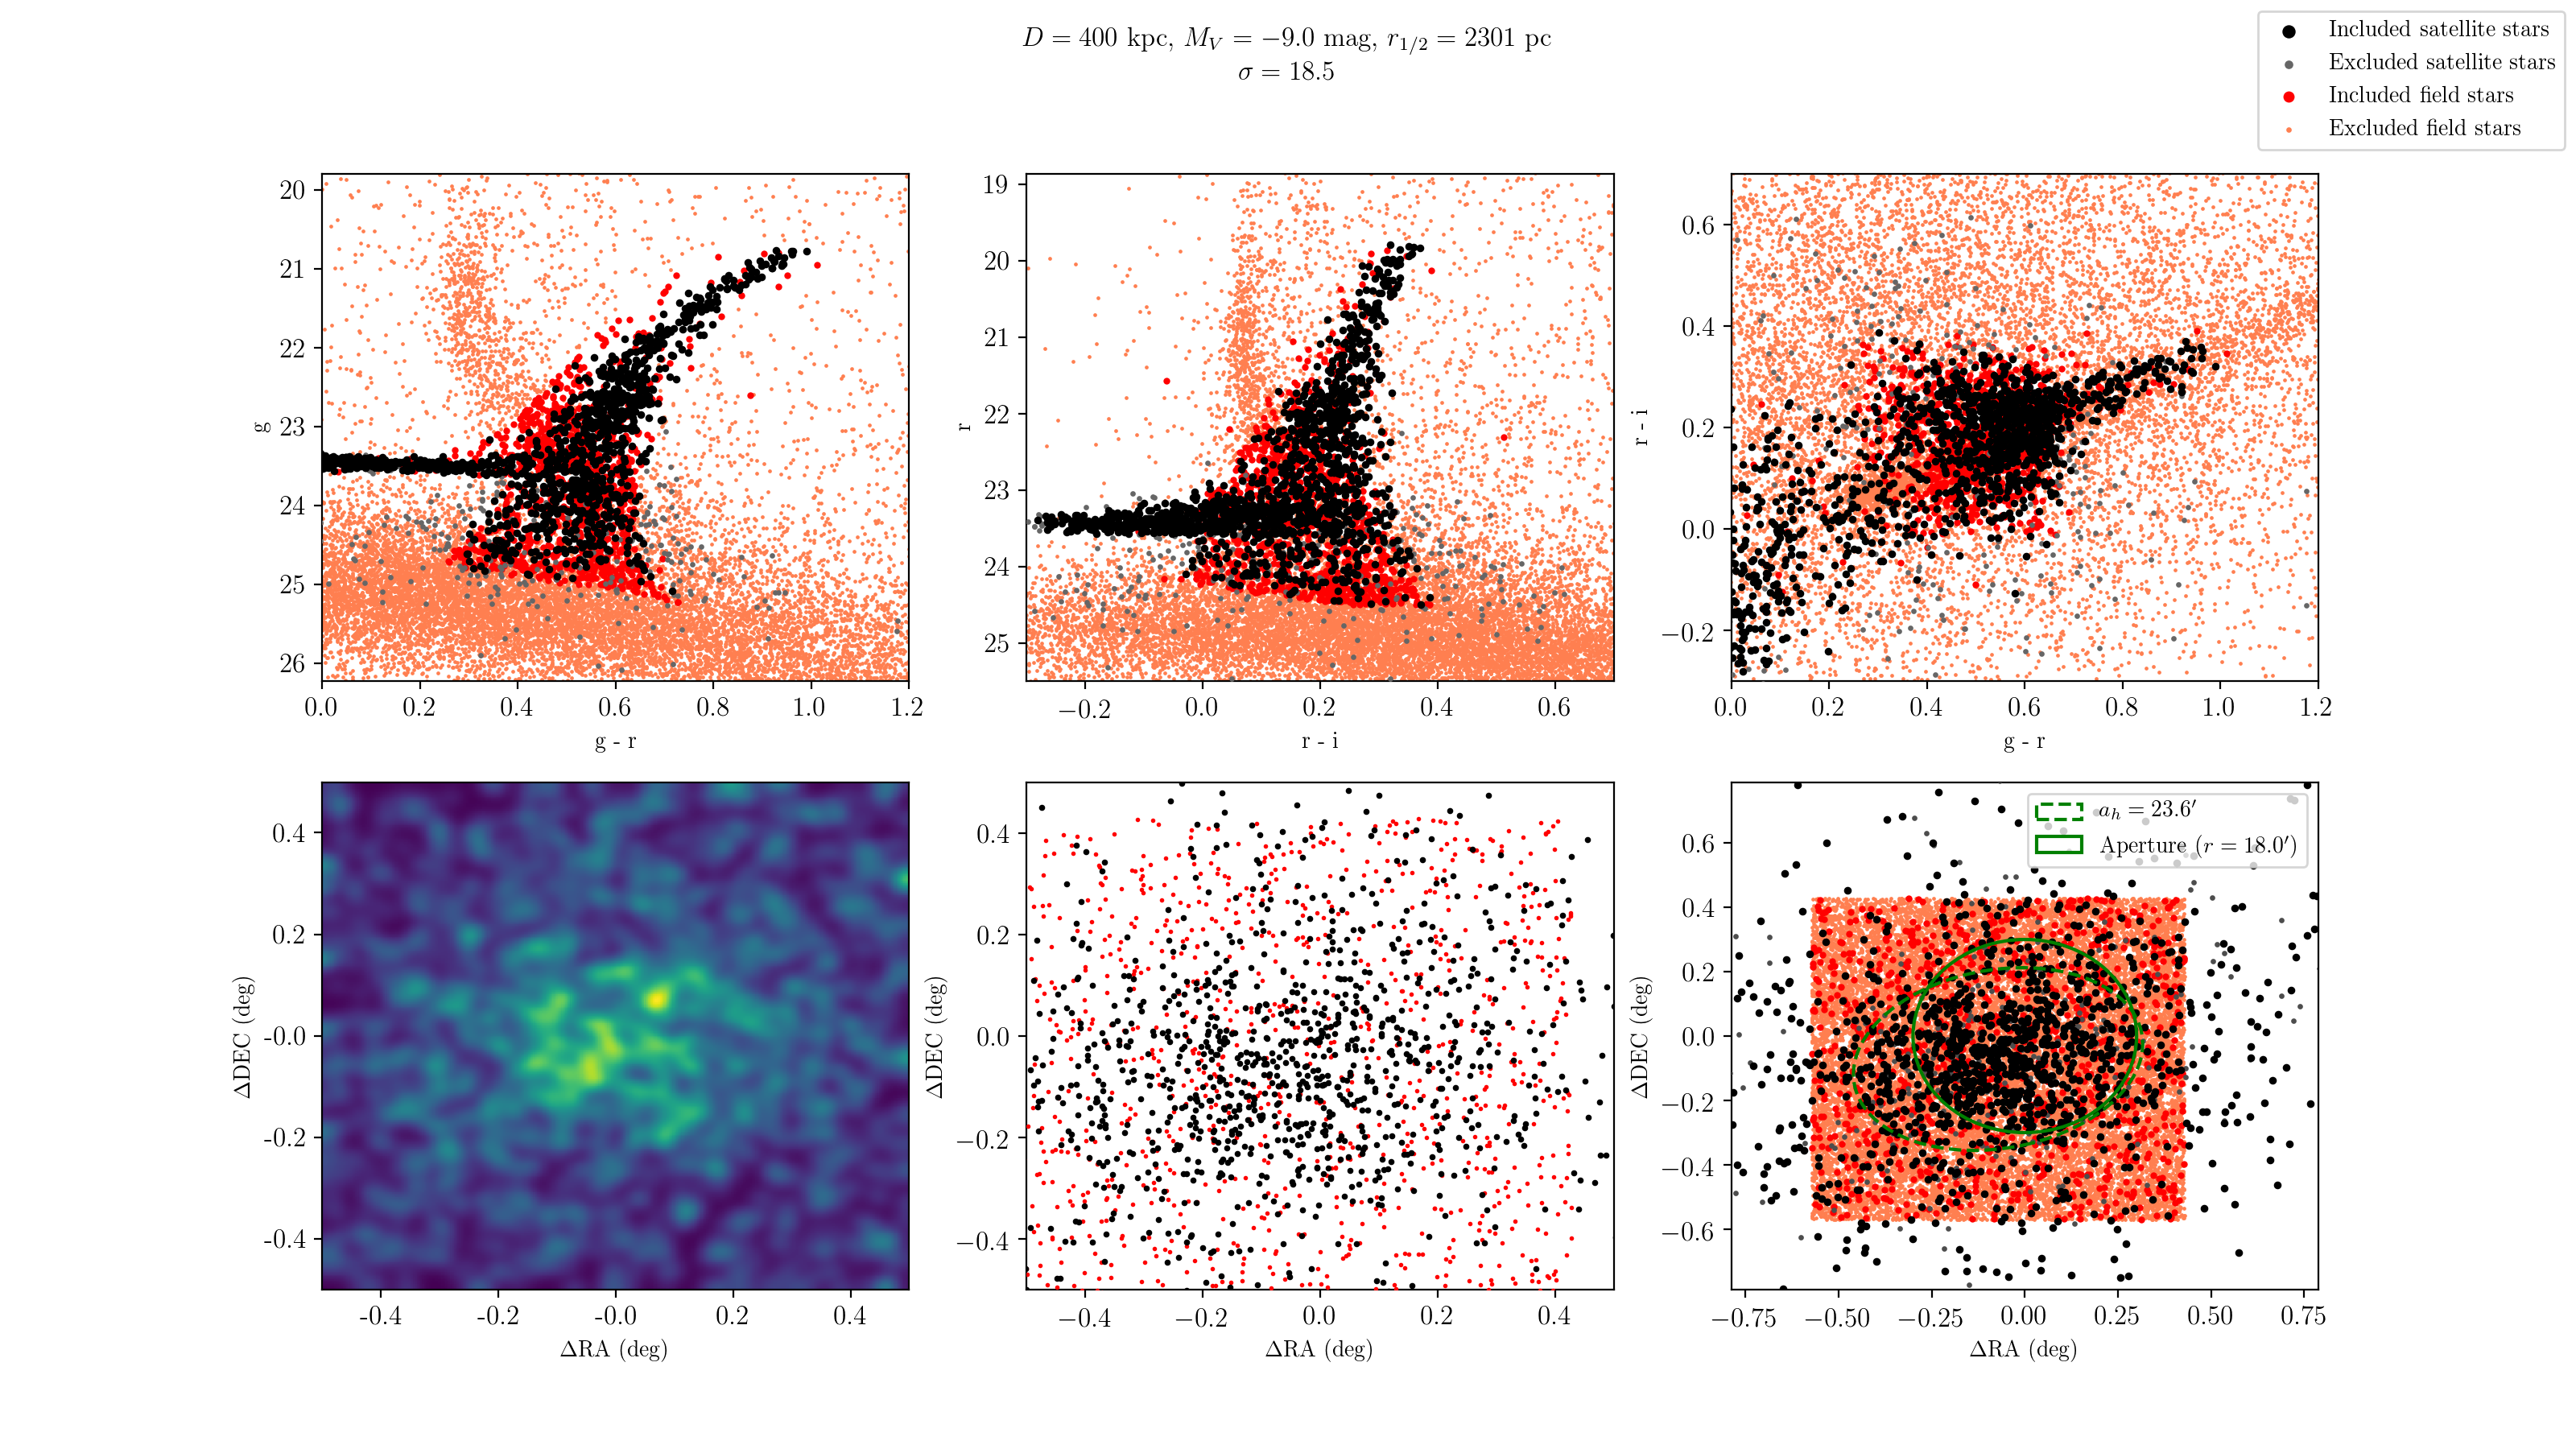 D = 400 kpc, M_V = −9.0 mag, r_{1/2} = 2301 pc
σ = 18.5
Included satellite stars
Excluded satellite stars
Included field stars
Excluded field stars
20
21
22
23
24
25
26
g
0.0 0.2 0.4 0.6 0.8 1.0 1.2
g - r
19
20
21
22
23
24
25
r
−0.2 0.0 0.2 0.4 0.6
r - i
0.6
0.4
0.2
0.0
−0.2
r - i
0.0 0.2 0.4 0.6 0.8 1.0 1.2
g - r
0.4
0.2
-0.0
-0.2
-0.4
ΔDEC (deg)
-0.4 -0.2 -0.0 0.2 0.4
ΔRA (deg)
0.4
0.2
0.0
−0.2
−0.4
ΔDEC (deg)
−0.4 −0.2 0.0 0.2 0.4
ΔRA (deg)
a_h = 23.6′
Aperture (r = 18.0′)
0.6
0.4
0.2
0.0
−0.2
−0.4
−0.6
ΔDEC (deg)
−0.75 −0.50 −0.25 0.00 0.25 0.50 0.75
ΔRA (deg)